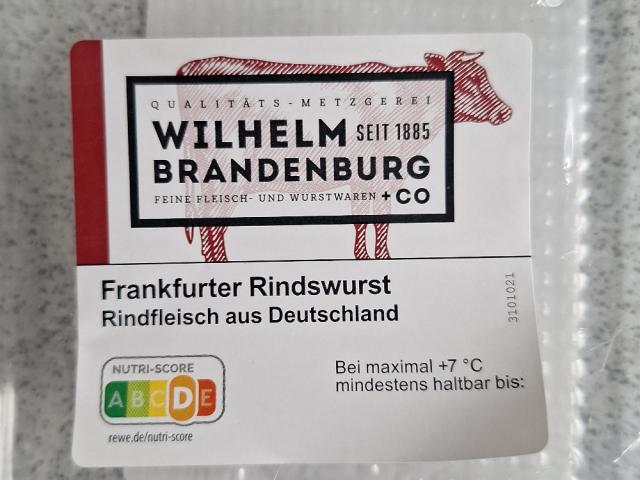 QUALITÄTS-METZGEREI
WILHELM SEIT 1885
BRANDENBURG
FEINE FLEISCH- UND WURSTWAREN + CO
Frankfurter Rindswurst
Rindfleisch aus Deutschland
3101021
NUTRI-SCORE
A B C D E
rewe.de/nutri-score
Bei maximal +7 °C
mindestens haltbar bis: